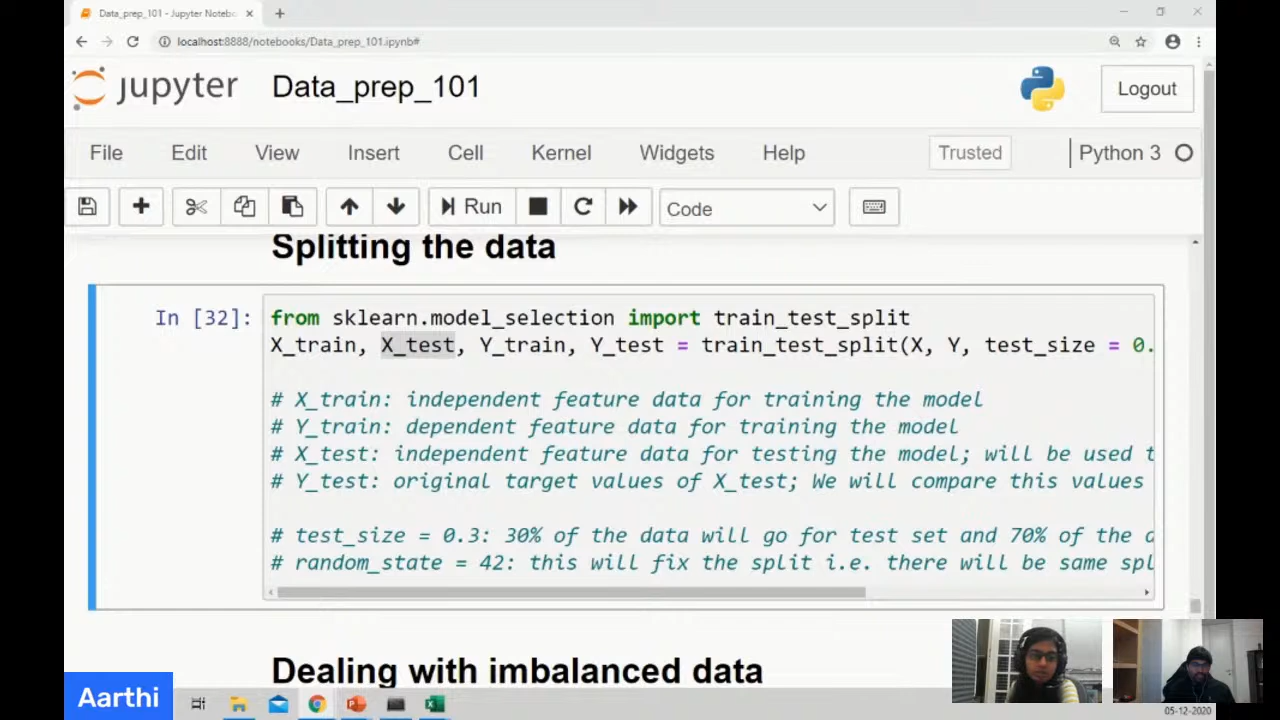 Data_prep_101 - Jupyter Notebo
localhost:8888/notebooks/Data_prep_101.ipynb#
jupyter Data_prep_101 Logout
File Edit View Insert Cell Kernel Widgets Help Trusted Python 3
Run Code
Splitting the data
In [32]: from sklearn.model_selection import train_test_split
X_train, X_test, Y_train, Y_test = train_test_split(X, Y, test_size = 0.
# X_train: independent feature data for training the model
# Y_train: dependent feature data for training the model
# X_test: independent feature data for testing the model; will be used t
# Y_test: original target values of X_test; We will compare this values
# test_size = 0.3: 30% of the data will go for test set and 70% of the d
# random_state = 42: this will fix the split i.e. there will be same spl
Dealing with imbalanced data
Aarthi
05-12-2020